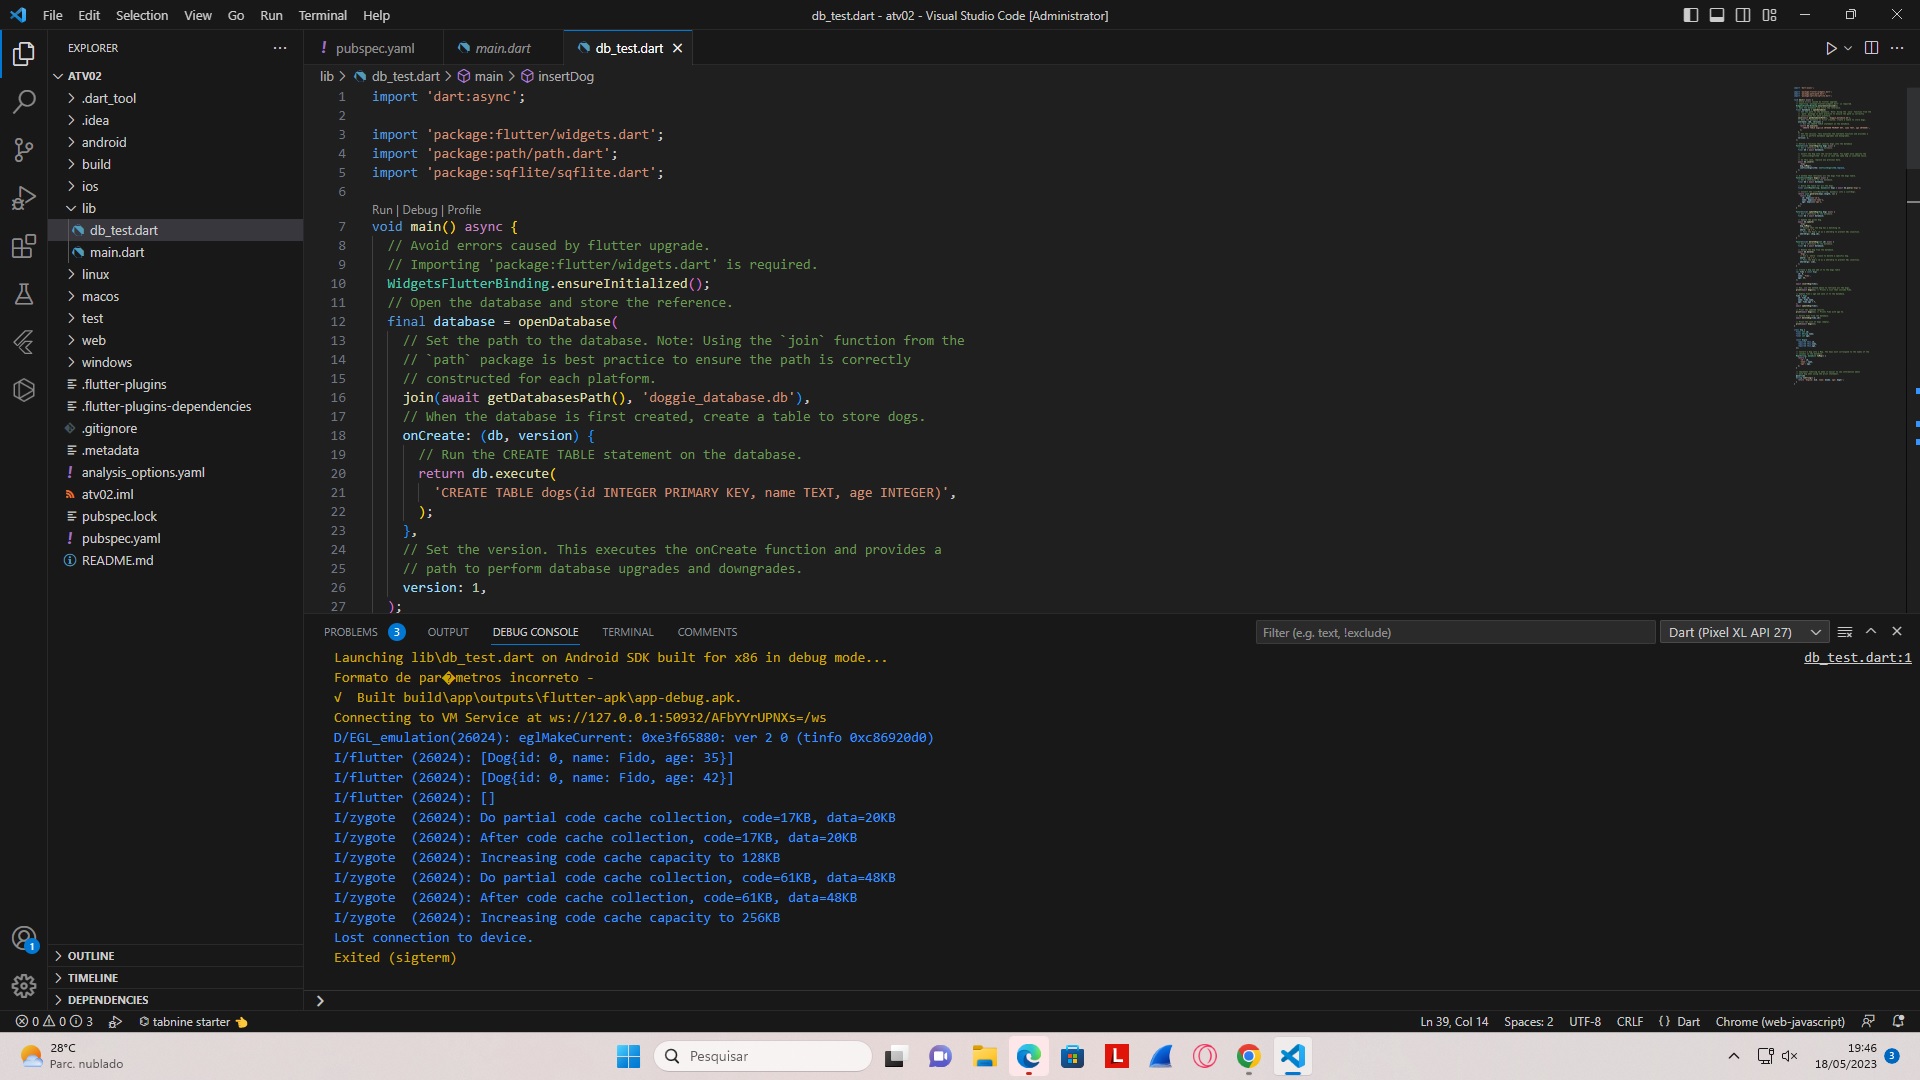 File Edit Selection View Go Run Terminal Help
db_test.dart - atv02 - Visual Studio Code [Administrator]
EXPLORER
ATV02
.dart_tool
.idea
android
build
ios
lib
db_test.dart
main.dart
linux
macos
test
web
windows
.flutter-plugins
.flutter-plugins-dependencies
.gitignore
.metadata
analysis_options.yaml
atv02.iml
pubspec.lock
pubspec.yaml
README.md
OUTLINE
TIMELINE
DEPENDENCIES
pubspec.yaml
main.dart
db_test.dart
lib > db_test.dart > main > insertDog
1 import 'dart:async';
2
3 import 'package:flutter/widgets.dart';
4 import 'package:path/path.dart';
5 import 'package:sqflite/sqflite.dart';
6
Run | Debug | Profile
7 void main() async {
8 // Avoid errors caused by flutter upgrade.
9 // Importing 'package:flutter/widgets.dart' is required.
10 WidgetsFlutterBinding.ensureInitialized();
11 // Open the database and store the reference.
12 final database = openDatabase(
13 // Set the path to the database. Note: Using the `join` function from the
14 // `path` package is best practice to ensure the path is correctly
15 // constructed for each platform.
16 join(await getDatabasesPath(), 'doggie_database.db'),
17 // When the database is first created, create a table to store dogs.
18 onCreate: (db, version) {
19 // Run the CREATE TABLE statement on the database.
20 return db.execute(
21 'CREATE TABLE dogs(id INTEGER PRIMARY KEY, name TEXT, age INTEGER)',
22 );
23 },
24 // Set the version. This executes the onCreate function and provides a
25 // path to perform database upgrades and downgrades.
26 version: 1,
27 );
PROBLEMS 3 OUTPUT DEBUG CONSOLE TERMINAL COMMENTS
Filter (e.g. text, !exclude)
Dart (Pixel XL API 27)
Launching lib\db_test.dart on Android SDK built for x86 in debug mode...
db_test.dart:1
Formato de par�metros incorreto -
√ Built build\app\outputs\flutter-apk\app-debug.apk.
Connecting to VM Service at ws://127.0.0.1:50932/AFbYYrUPNXs=/ws
D/EGL_emulation(26024): eglMakeCurrent: 0xe3f65880: ver 2 0 (tinfo 0xc86920d0)
I/flutter (26024): [Dog{id: 0, name: Fido, age: 35}]
I/flutter (26024): [Dog{id: 0, name: Fido, age: 42}]
I/flutter (26024): []
I/zygote (26024): Do partial code cache collection, code=17KB, data=20KB
I/zygote (26024): After code cache collection, code=17KB, data=20KB
I/zygote (26024): Increasing code cache capacity to 128KB
I/zygote (26024): Do partial code cache collection, code=61KB, data=48KB
I/zygote (26024): After code cache collection, code=61KB, data=48KB
I/zygote (26024): Increasing code cache capacity to 256KB
Lost connection to device.
Exited (sigterm)
1
0 0 3 tabnine starter
Ln 39, Col 14 Spaces: 2 UTF-8 CRLF {} Dart Chrome (web-javascript)
28°C
Parc. nublado
Pesquisar
L
19:46
18/05/2023
3